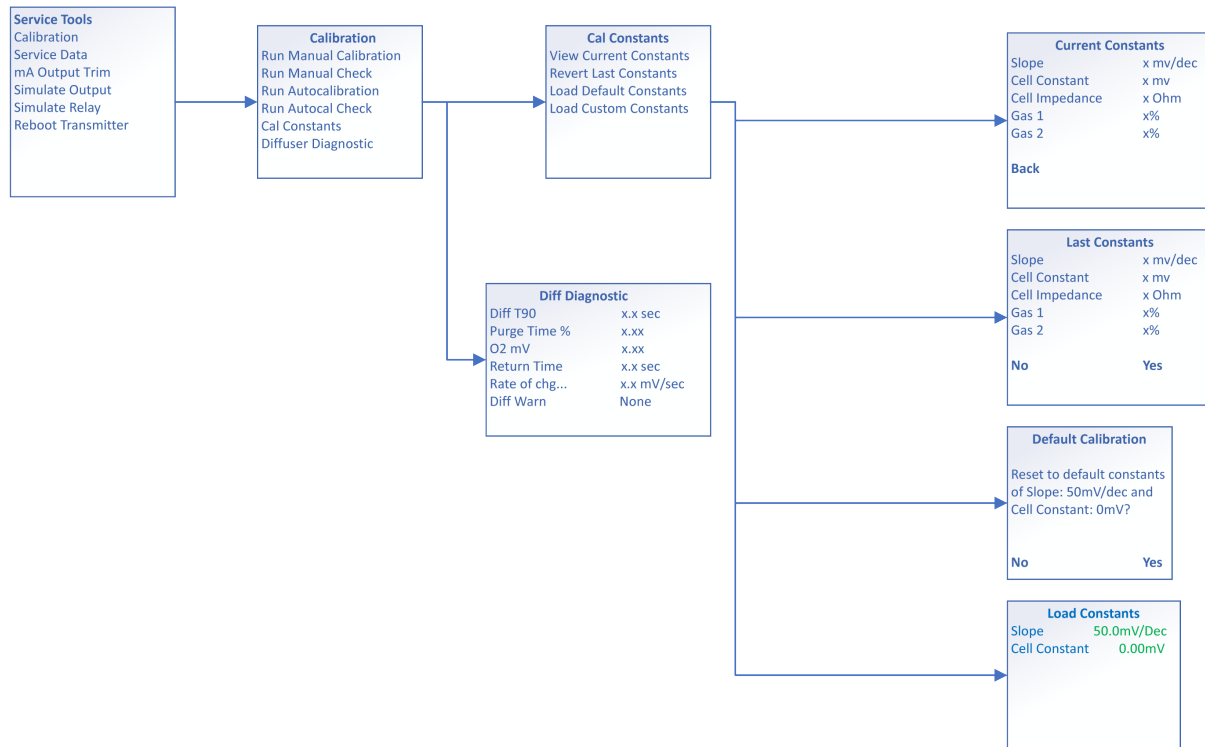 Service Tools
Calibration
Service Data
mA Output Trim
Simulate Output
Simulate Relay
Reboot Transmitter
Calibration
Run Manual Calibration
Run Manual Check
Run Autocalibration
Run Autocal Check
Cal Constants
Diffuser Diagnostic
Cal Constants
View Current Constants
Revert Last Constants
Load Default Constants
Load Custom Constants
Diff Diagnostic
Diff T90 x.x sec
Purge Time % x.xx
O2 mV x.xx
Return Time x.x sec
Rate of chg... x.x mV/sec
Diff Warn None
Current Constants
Slope x mv/dec
Cell Constant x mv
Cell Impedance x Ohm
Gas 1 x%
Gas 2 x%
Back
Last Constants
Slope x mv/dec
Cell Constant x mv
Cell Impedance x Ohm
Gas 1 x%
Gas 2 x%
No Yes
Default Calibration
Reset to default constants
of Slope: 50mV/dec and
Cell Constant: 0mV?
No Yes
Load Constants
Slope 50.0mV/Dec
Cell Constant 0.00mV